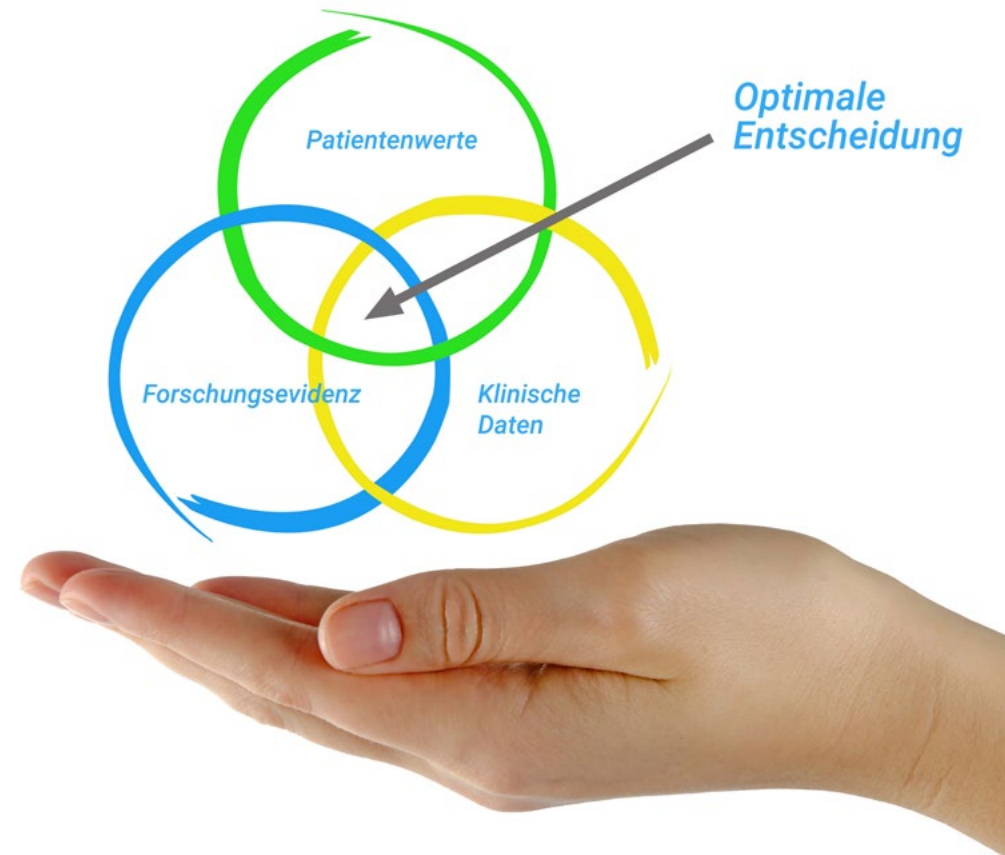 Optimale
Entscheidung
Patientenwerte
Forschungsevidenz
Klinische
Daten